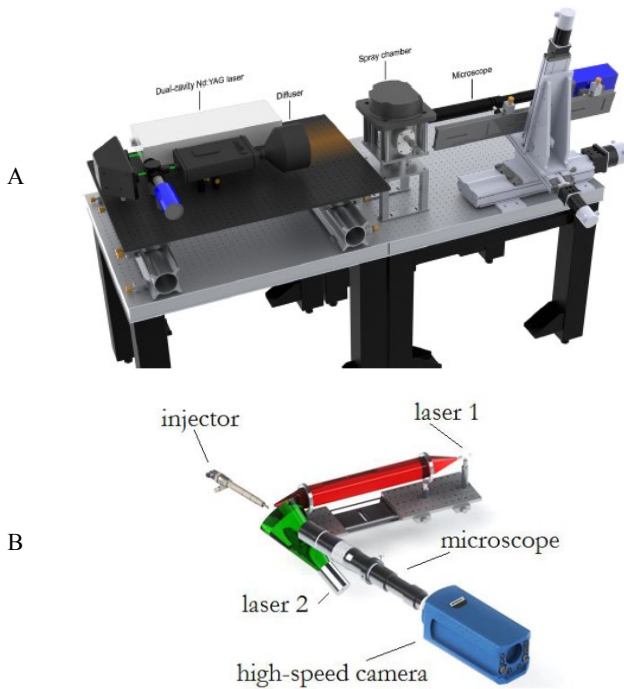 A
Dual-cavity Nd:YAG laser
Diffuser
Spray chamber
Microscope
B
injector
laser 1
microscope
laser 2
high-speed camera